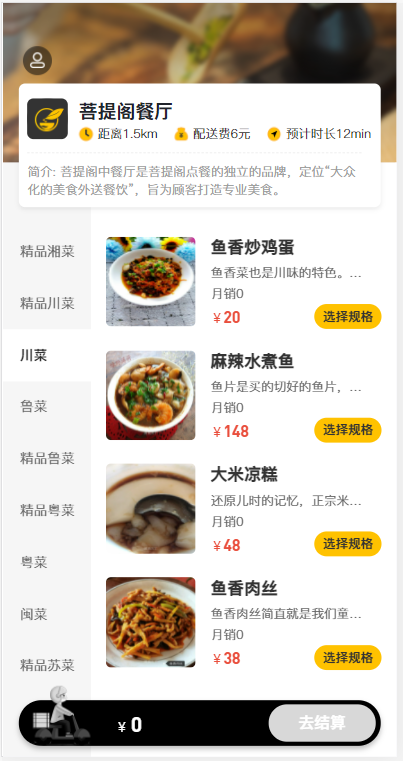 菩提阁餐厅
距离1.5km 配送费6元 预计时长12min
简介: 菩提阁中餐厅是菩提阁点餐的独立的品牌，定位“大众
化的美食外送餐饮”，旨为顾客打造专业美食。
精品湘菜
精品川菜
川菜
鲁菜
精品鲁菜
精品粤菜
粤菜
闽菜
精品苏菜
鱼香炒鸡蛋
鱼香菜也是川味的特色。...
月销0
￥20 选择规格
麻辣水煮鱼
鱼片是买的切好的鱼片，...
月销0
￥148 选择规格
大米凉糕
还原儿时的记忆，正宗米...
月销0
￥48 选择规格
鱼香肉丝
鱼香肉丝简直就是我们童...
月销0
￥38 选择规格
￥0 去结算